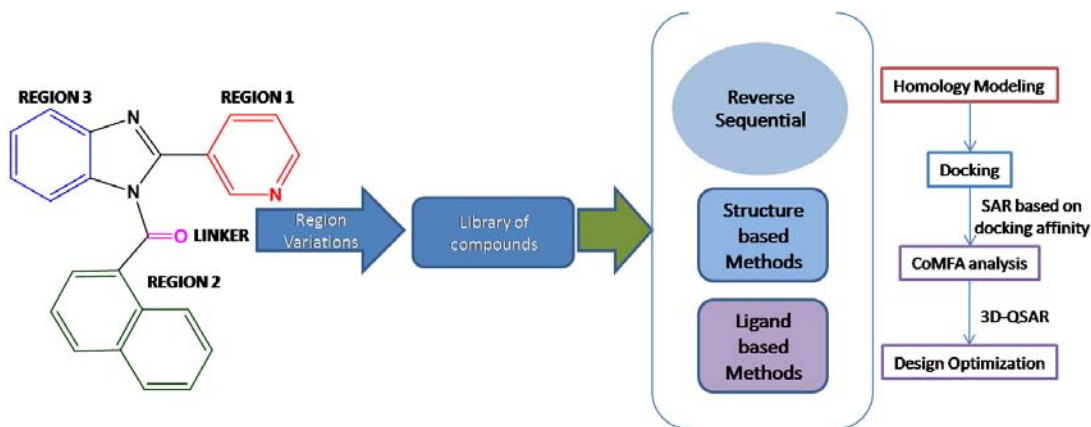 REGION 3
REGION 1
N
N
N
O
LINKER
REGION 2
Region
Variations
Library of
compounds
Reverse
Sequential
Structure
based
Methods
Ligand
based
Methods
Homology Modeling
Docking
SAR based on
docking affinity
CoMFA analysis
3D-QSAR
Design Optimization